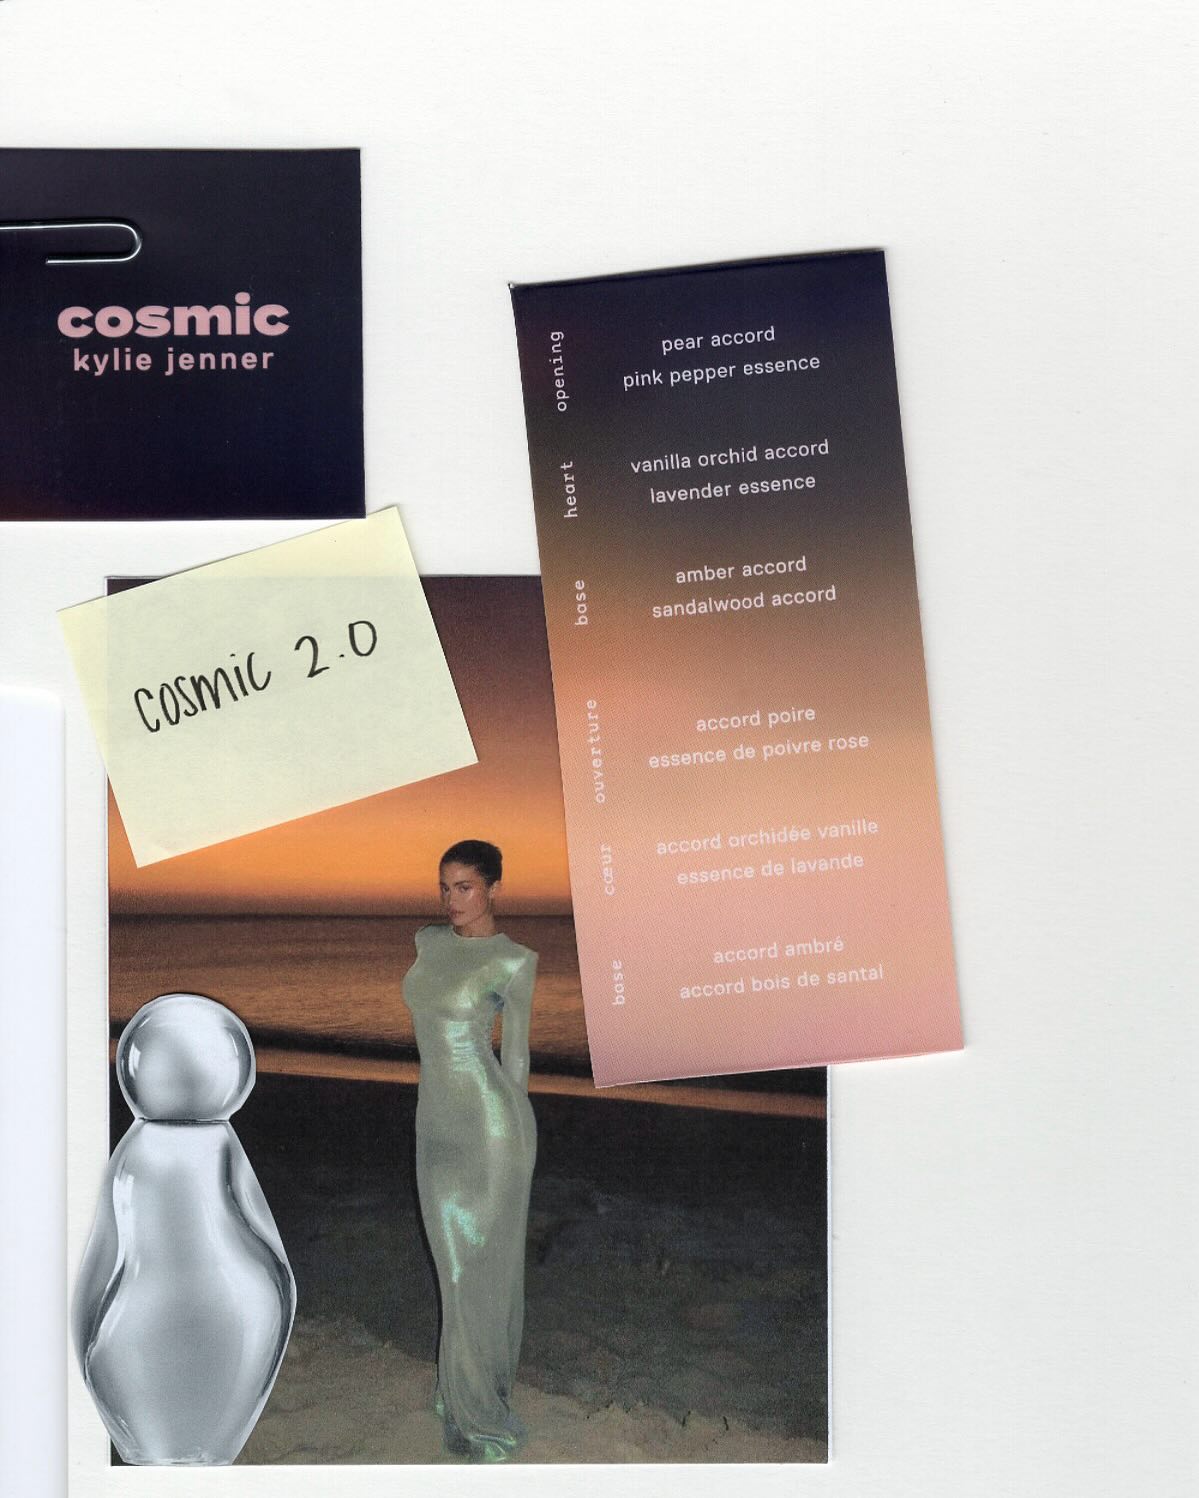 cosmic
kylie jenner
cosmic 2.0
opening
pear accord
pink pepper essence
heart
vanilla orchid accord
lavender essence
base
amber accord
sandalwood accord
ouverture
accord poire
essence de poivre rose
cœur
accord orchidée vanille
essence de lavande
base
accord ambré
accord bois de santal